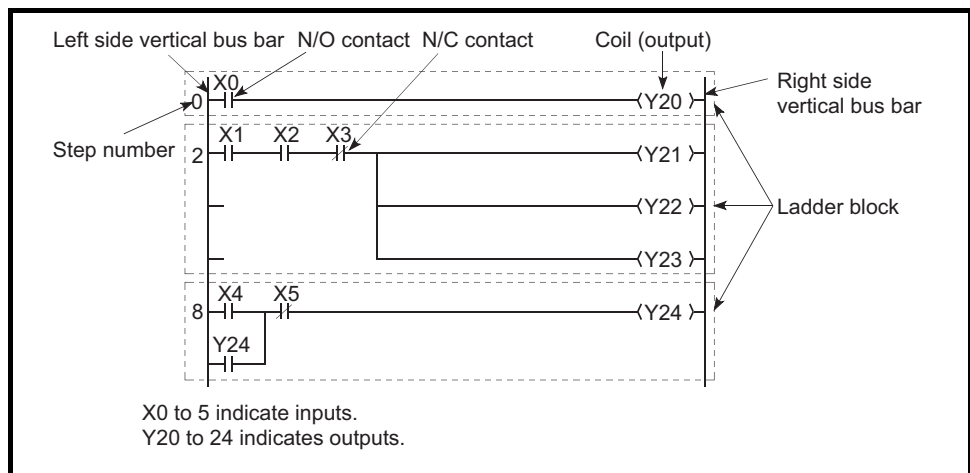 Left side vertical bus bar N/O contact N/C contact Coil (output)
X0
0 Y20
Right side
vertical bus bar
Step number
X1 X2 X3
2 Y21
Y22
Ladder block
Y23
X4 X5
8 Y24
Y24
X0 to 5 indicate inputs.
Y20 to 24 indicates outputs.